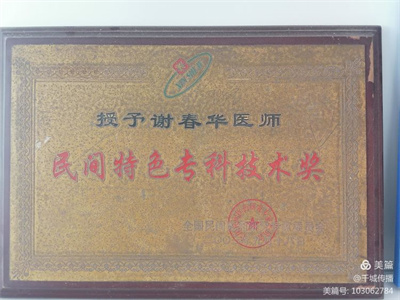 授予谢春华医师
民间特色专科技术奖
美篇
@千城传播
美篇号: 103062784